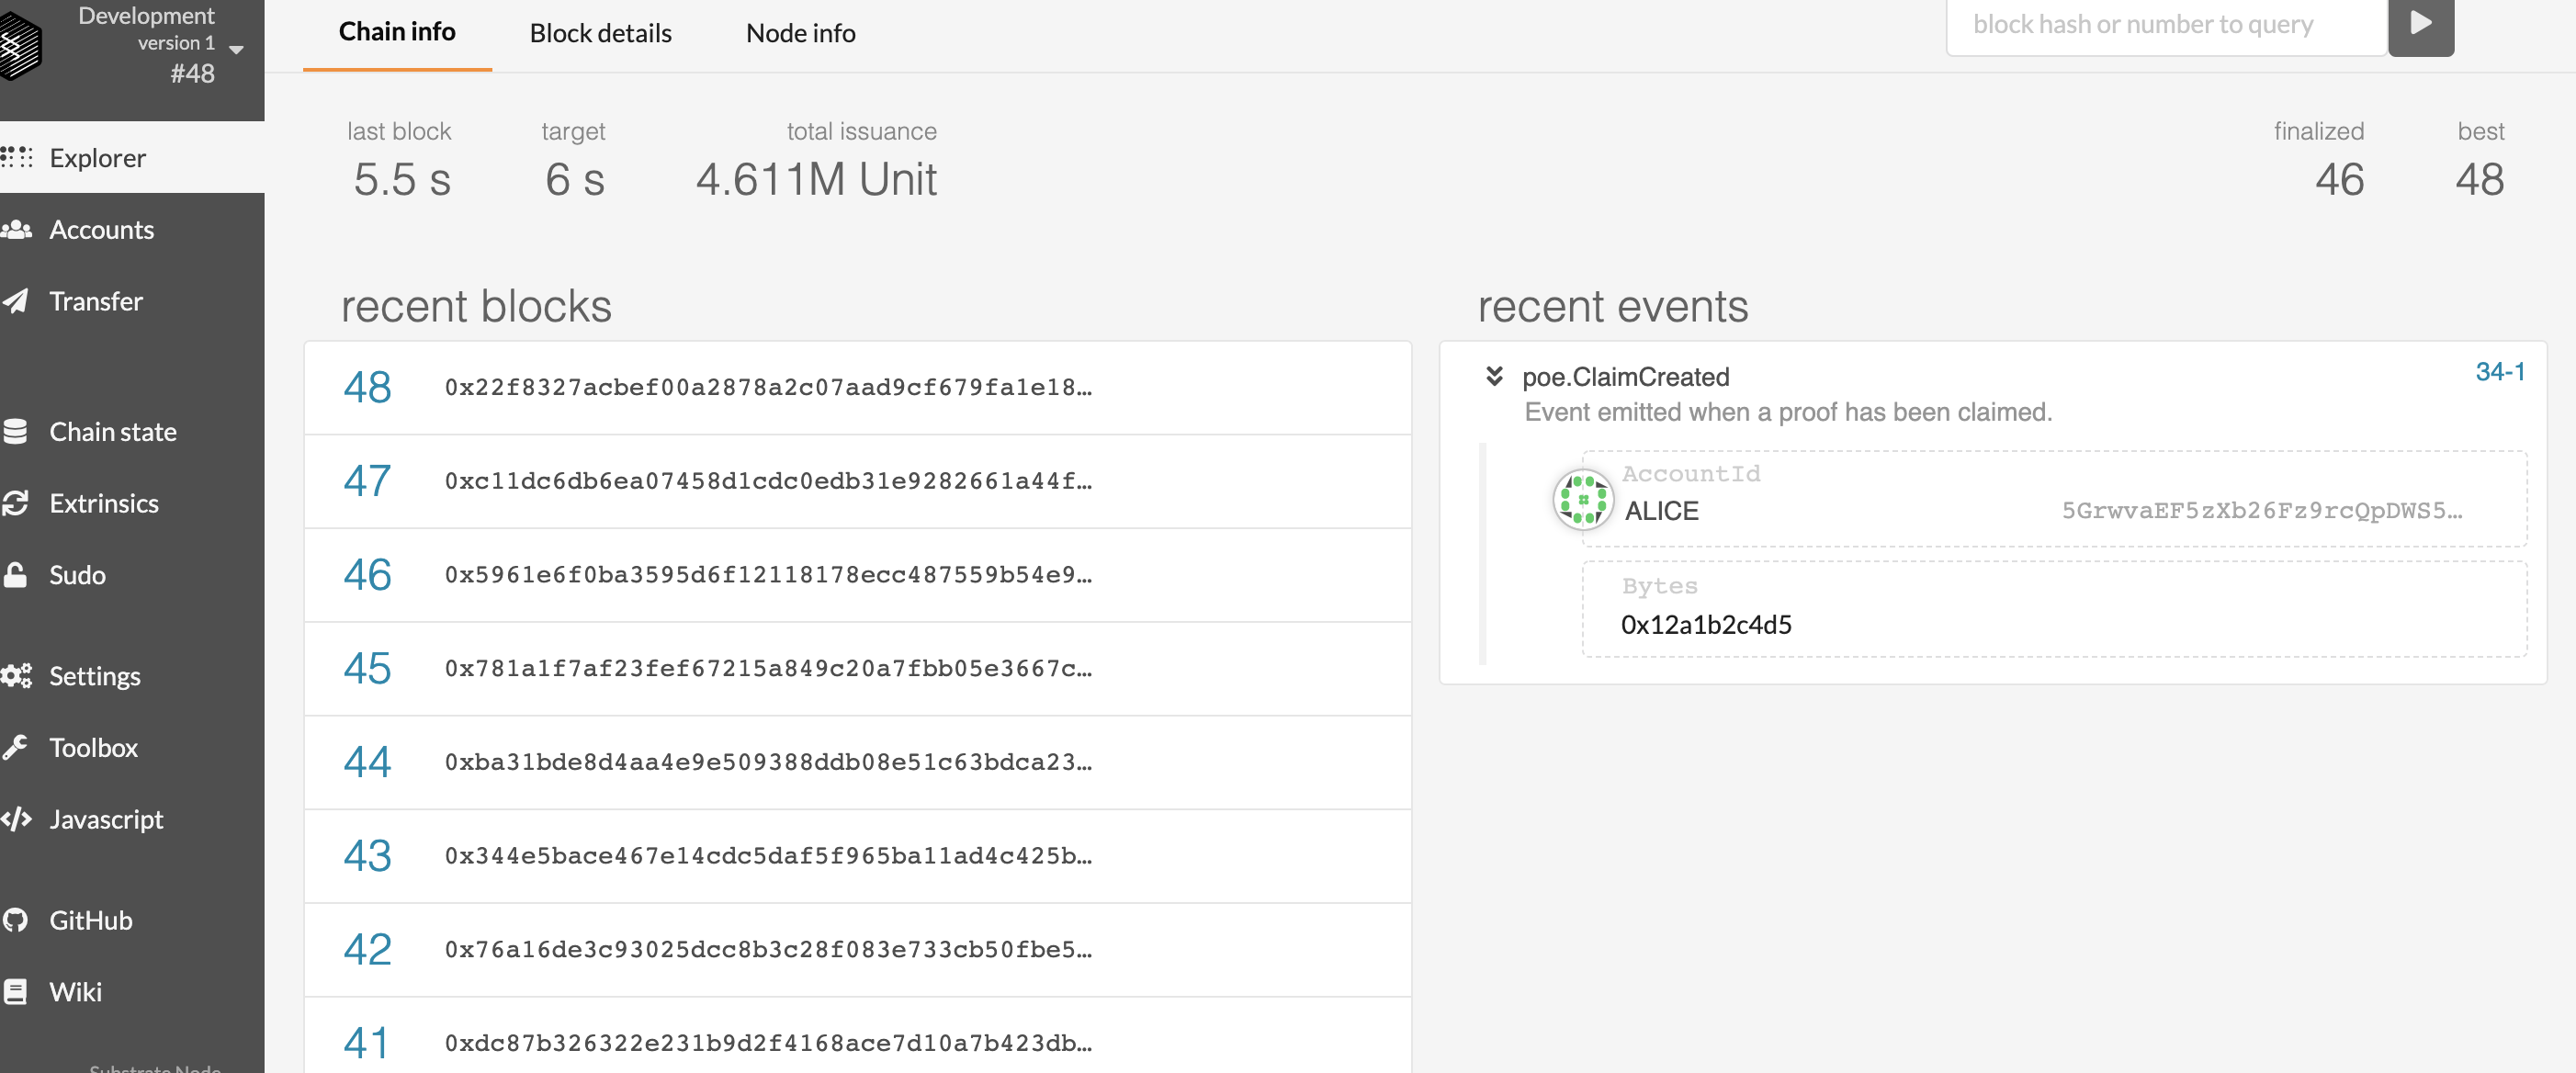 Development
version 1
#48
Explorer
Accounts
Transfer
Chain state
Extrinsics
Sudo
Settings
Toolbox
Javascript
GitHub
Wiki
Substrate Node
Chain info
Block details
Node info
block hash or number to query
last block
5.5 s
target
6 s
total issuance
4.611M Unit
finalized
46
best
48
recent blocks
48 0x22f8327acbef00a2878a2c07aad9cf679fa1e18…
47 0xc11dc6db6ea07458d1cdc0edb31e9282661a44f…
46 0x5961e6f0ba3595d6f12118178ecc487559b54e9…
45 0x781a1f7af23fef67215a849c20a7fbb05e3667c…
44 0xba31bde8d4aa4e9e509388ddb08e51c63bdca23…
43 0x344e5bace467e14cdc5daf5f965ba11ad4c425b…
42 0x76a16de3c93025dcc8b3c28f083e733cb50fbe5…
41 0xdc87b326322e231b9d2f4168ace7d10a7b423db…
recent events
poe.ClaimCreated 34-1
Event emitted when a proof has been claimed.
AccountId
ALICE 5GrwvaEF5zXb26Fz9rcQpDWS5…
Bytes
0x12a1b2c4d5